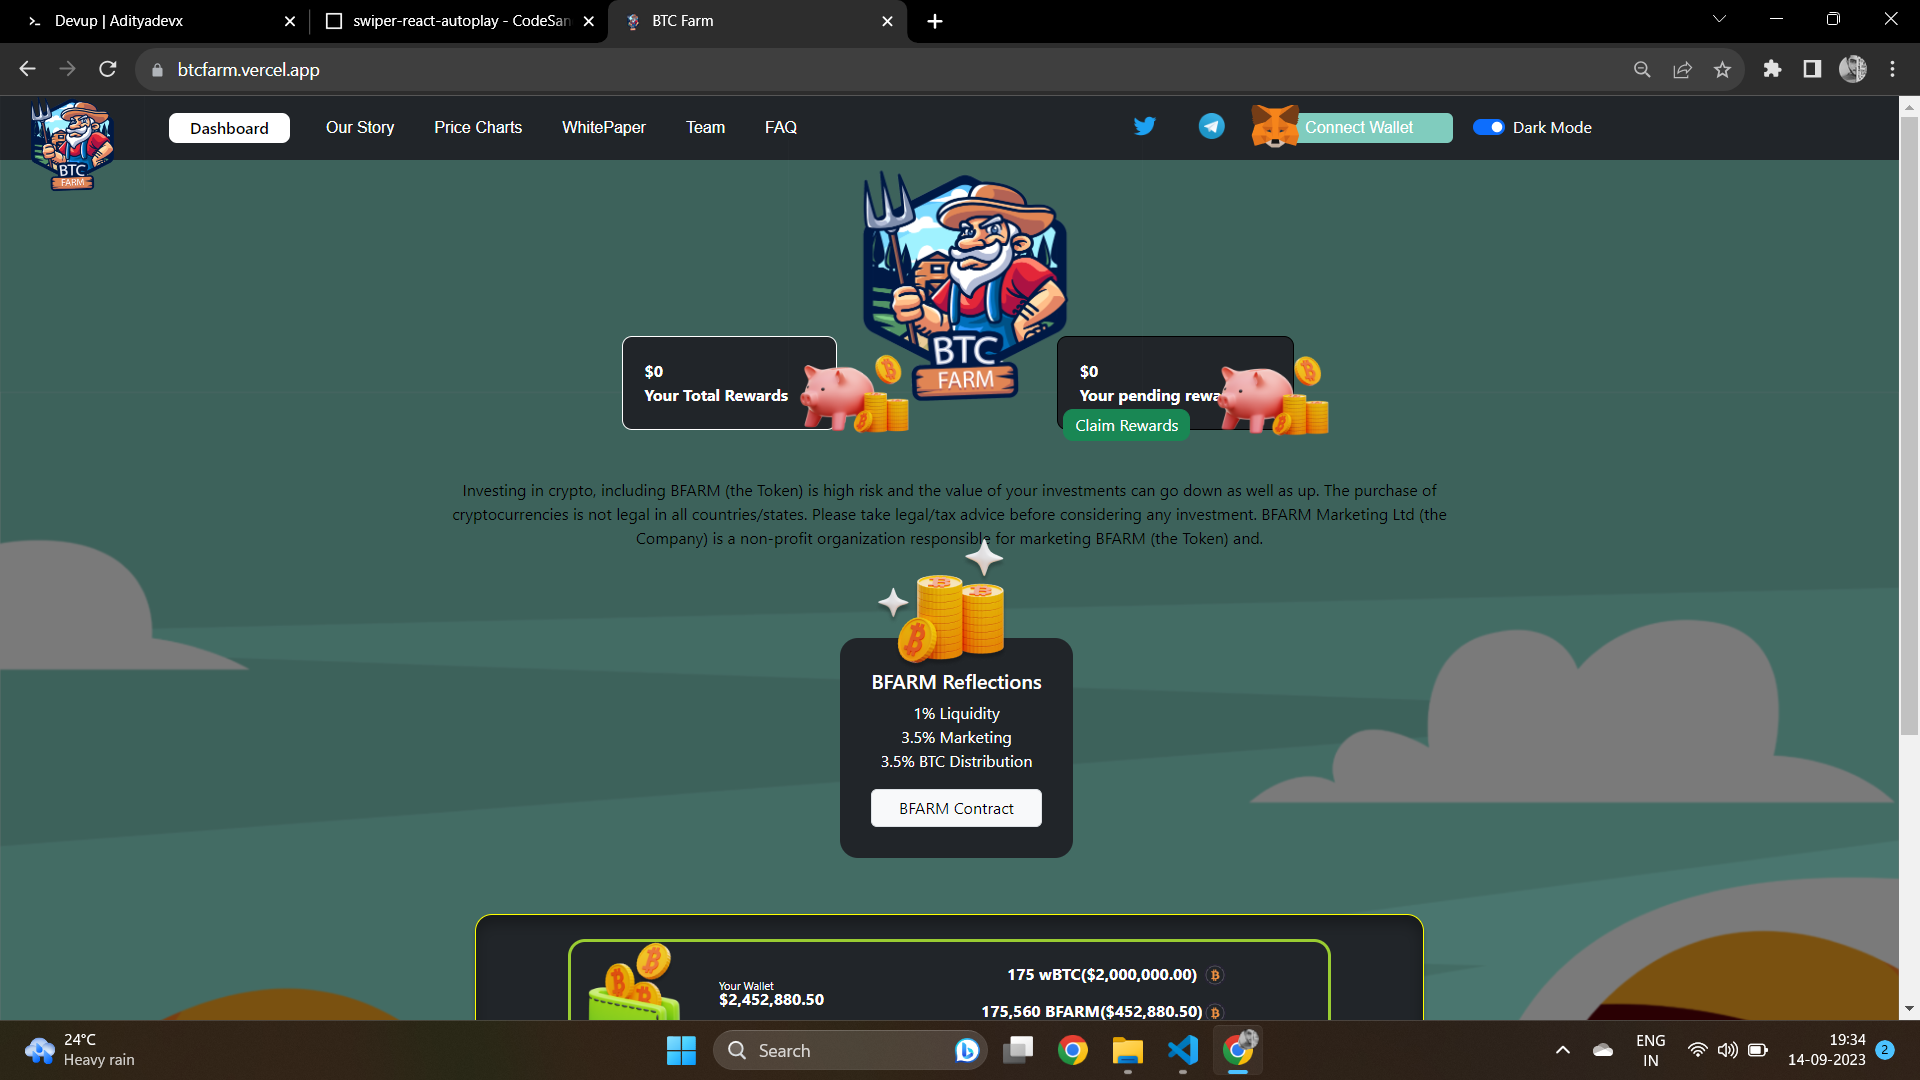 Devup | Adityadevx
swiper-react-autoplay - CodeSan
BTC Farm
btcfarm.vercel.app
BTC
FARM
Dashboard
Our Story
Price Charts
WhitePaper
Team
FAQ
Connect Wallet
Dark Mode
BTC
FARM
$0
Your Total Rewards
$0
Your pending rewa
Claim Rewards
Investing in crypto, including BFARM (the Token) is high risk and the value of your investments can go down as well as up. The purchase of
cryptocurrencies is not legal in all countries/states. Please take legal/tax advice before considering any investment. BFARM Marketing Ltd (the
Company) is a non-profit organization responsible for marketing BFARM (the Token) and.
BFARM Reflections
1% Liquidity
3.5% Marketing
3.5% BTC Distribution
BFARM Contract
Your Wallet
$2,452,880.50
175 wBTC($2,000,000.00)
175,560 BFARM($452,880.50)
24°C
Heavy rain
Search
ENG
IN
19:34
14-09-2023
2